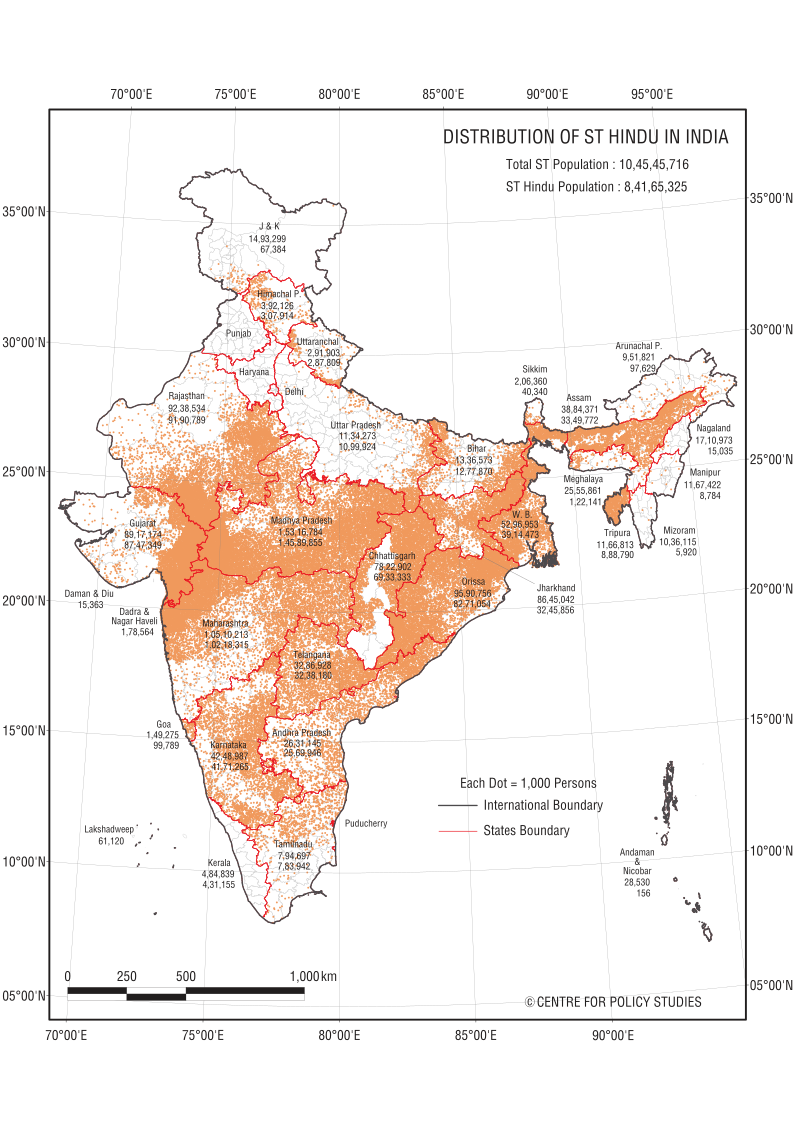 70°00'E 75°00'E 80°00'E 85°00'E 90°00'E 95°00'E
DISTRIBUTION OF ST HINDU IN INDIA
Total ST Population : 10,45,45,716
ST Hindu Population : 8,41,65,325
35°00'N
35°00'N
J & K
14,93,299
67,384
Himachal P.
3,92,126
3,07,914
30°00'N
30°00'N
Punjab
Uttaranchal
2,91,903
2,87,809
Haryana
Delhi
Arunachal P.
9,51,821
97,629
Sikkim
2,06,360
40,340
Assam
38,84,371
33,49,772
Rajasthan
92,38,534
91,90,789
Uttar Pradesh
11,34,273
10,99,924
Bihar
13,36,573
12,77,870
Nagaland
17,10,973
15,035
25°00'N
25°00'N
Meghalaya
25,55,861
1,22,141
Manipur
11,67,422
8,784
Gujarat
89,17,174
87,47,349
Madhya Pradesh
1,53,16,784
1,45,89,855
W. B.
52,96,953
39,14,473
Tripura
11,66,813
8,88,790
Mizoram
10,36,115
5,920
Chhattisgarh
78,22,902
69,33,333
Orissa
95,90,756
82,71,054
Jharkhand
86,45,042
32,45,856
Daman & Diu
15,363
20°00'N
20°00'N
Dadra &
Nagar Haveli
1,78,564
Maharashtra
1,05,10,213
1,02,18,315
Telangana
32,86,928
32,38,180
15°00'N
15°00'N
Goa
1,49,275
99,789
Karnataka
42,48,987
41,71,265
Andhra Pradesh
26,31,145
25,69,946
Each Dot = 1,000 Persons
International Boundary
States Boundary
Puducherry
Lakshadweep
61,120
Tamilnadu
7,94,697
7,83,942
10°00'N
10°00'N
Kerala
4,84,839
4,31,155
Andaman
&
Nicobar
28,530
156
0 250 500 1,000 km
05°00'N
05°00'N
© CENTRE FOR POLICY STUDIES
70°00'E 75°00'E 80°00'E 85°00'E 90°00'E